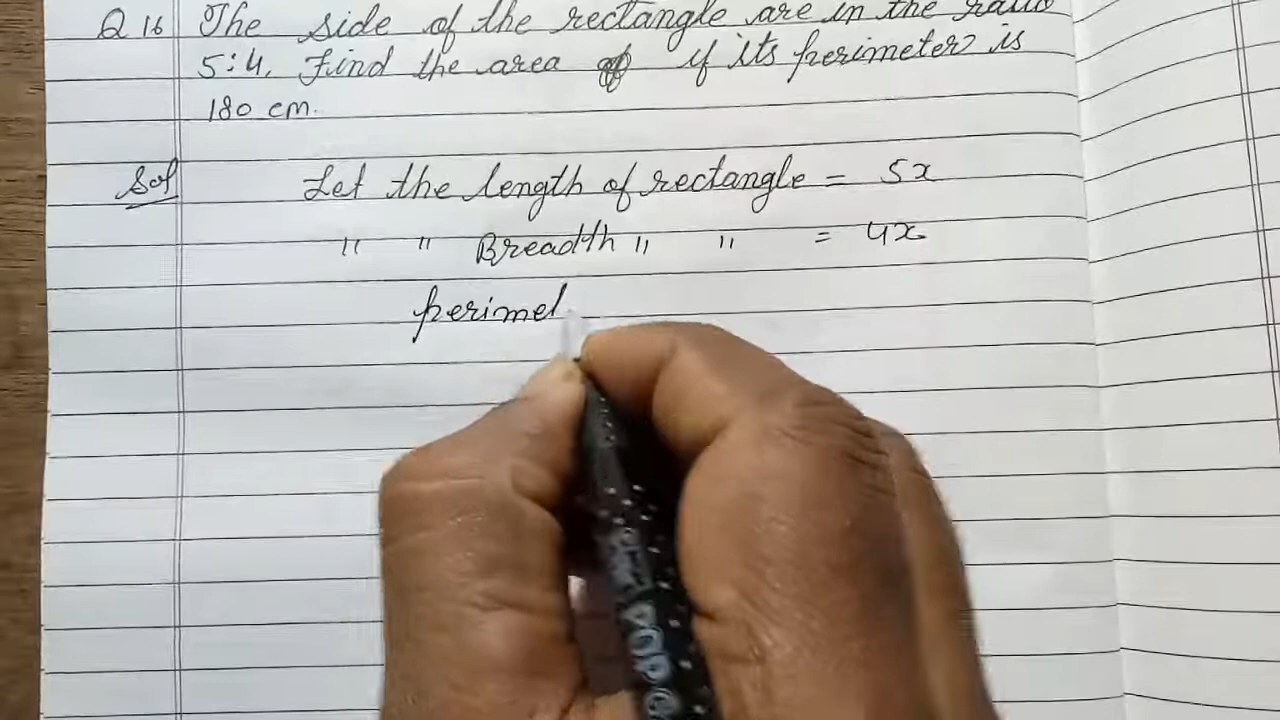 Q 16 The side of the rectangle are in the ratio
5:4. Find the area of if its perimeter is
180 cm.
Sol Let the length of rectangle = 5x
" " Breadth " " = 4x
perimet